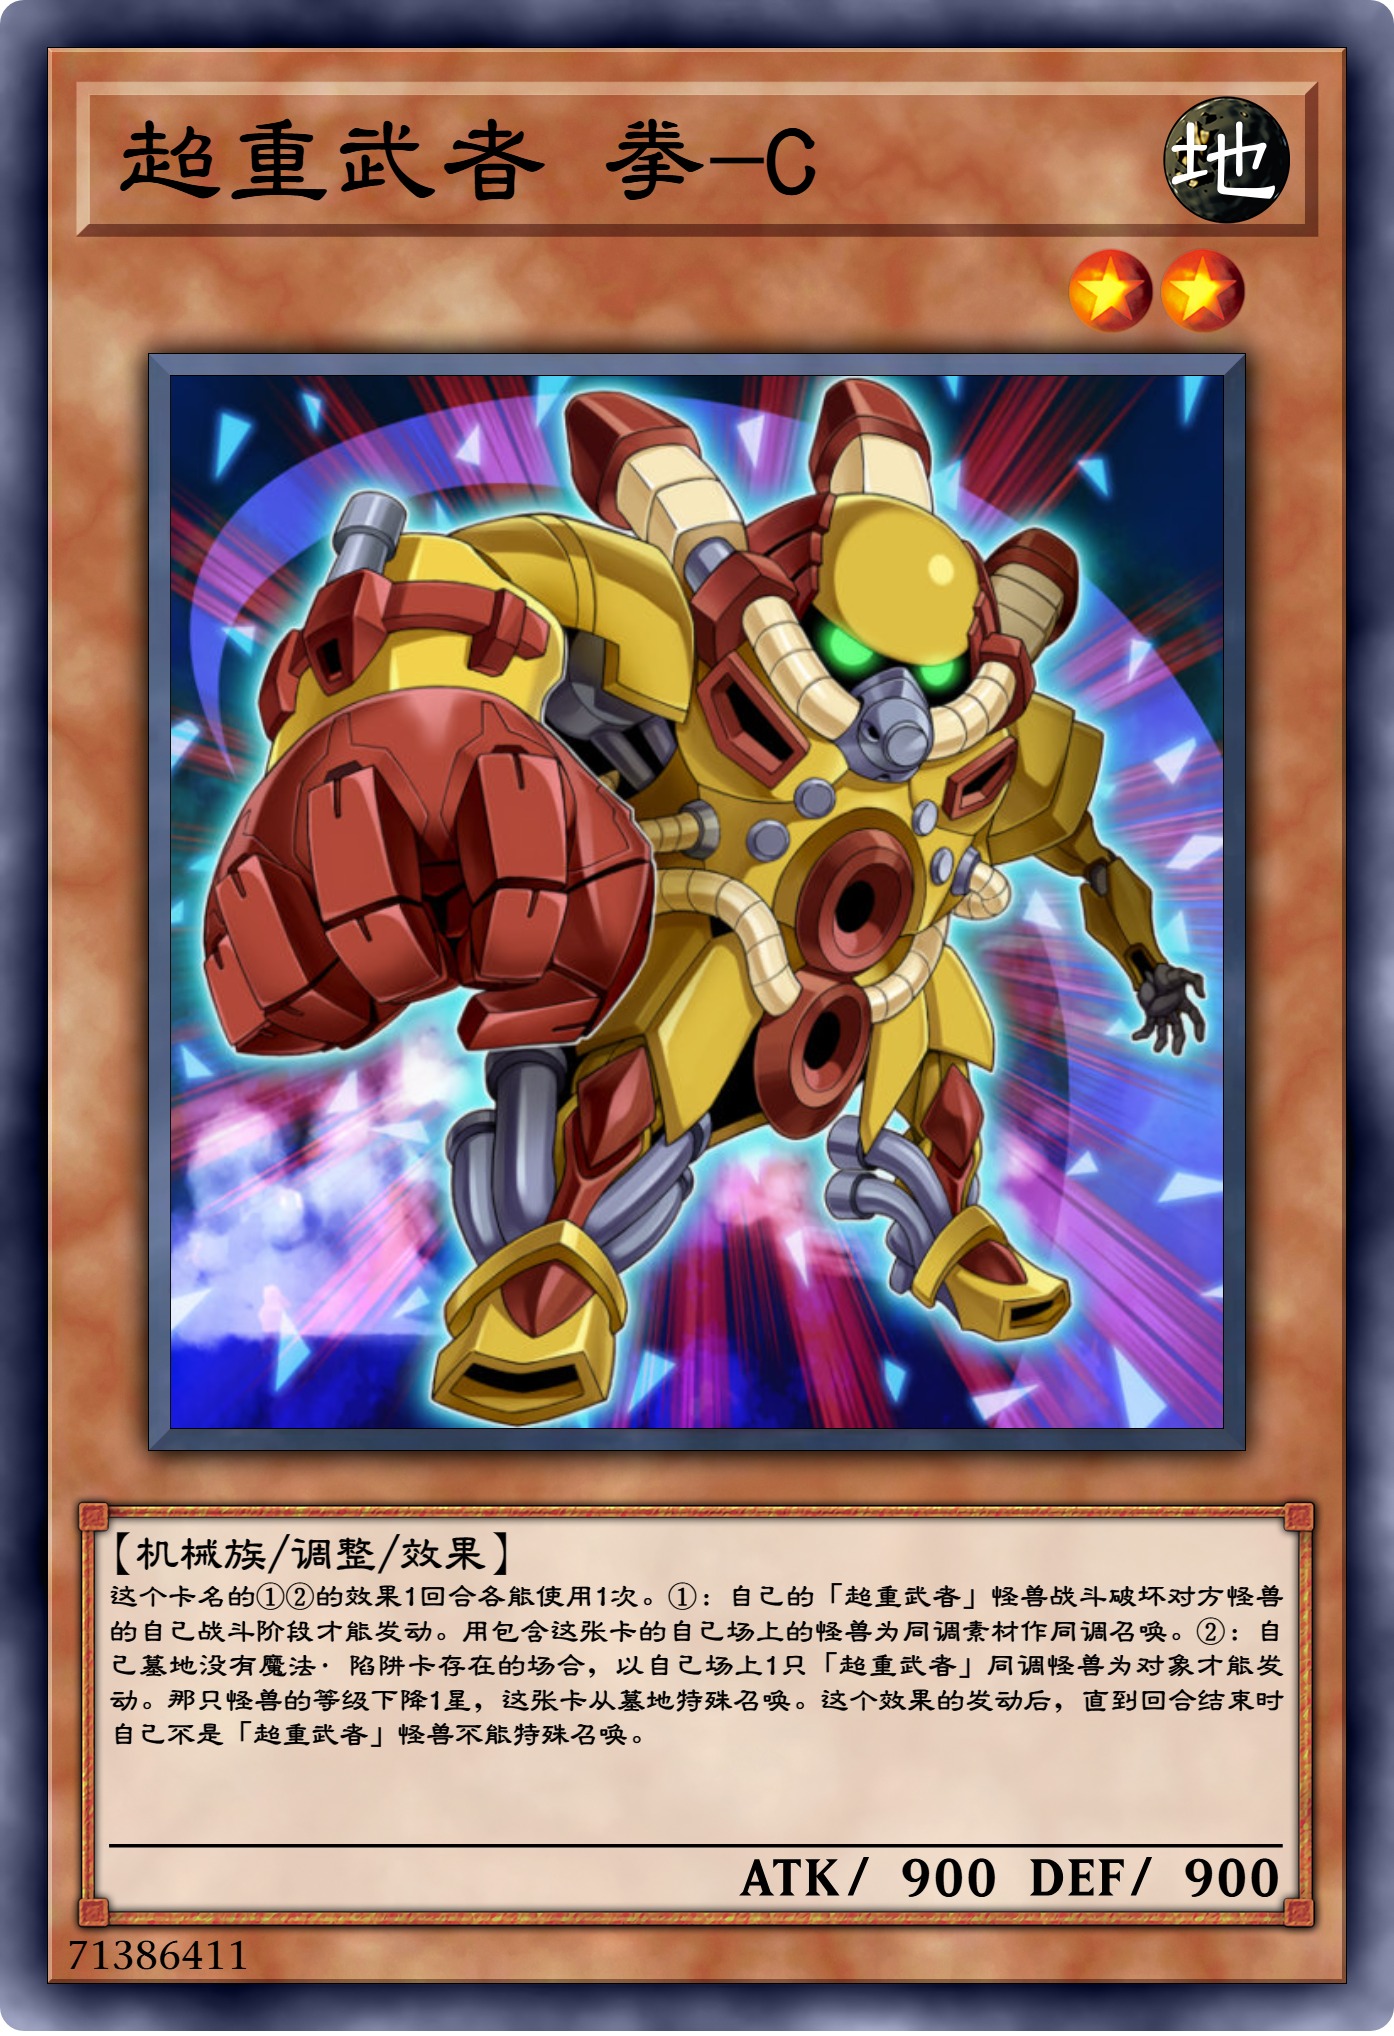 超重武者 拳-C
地
【机械族/调整/效果】
这个卡名的①②的效果1回合各能使用1次。①：自己的「超重武者」怪兽战斗破坏对方怪兽
的自己战斗阶段才能发动。用包含这张卡的自己场上的怪兽为同调素材作同调召唤。②：自
己墓地没有魔法·陷阱卡存在的场合，以自己场上1只「超重武者」同调怪兽为对象才能发
动。那只怪兽的等级下降1星，这张卡从墓地特殊召唤。这个效果的发动后，直到回合结束时
自己不是「超重武者」怪兽不能特殊召唤。
ATK/ 900 DEF/ 900
71386411